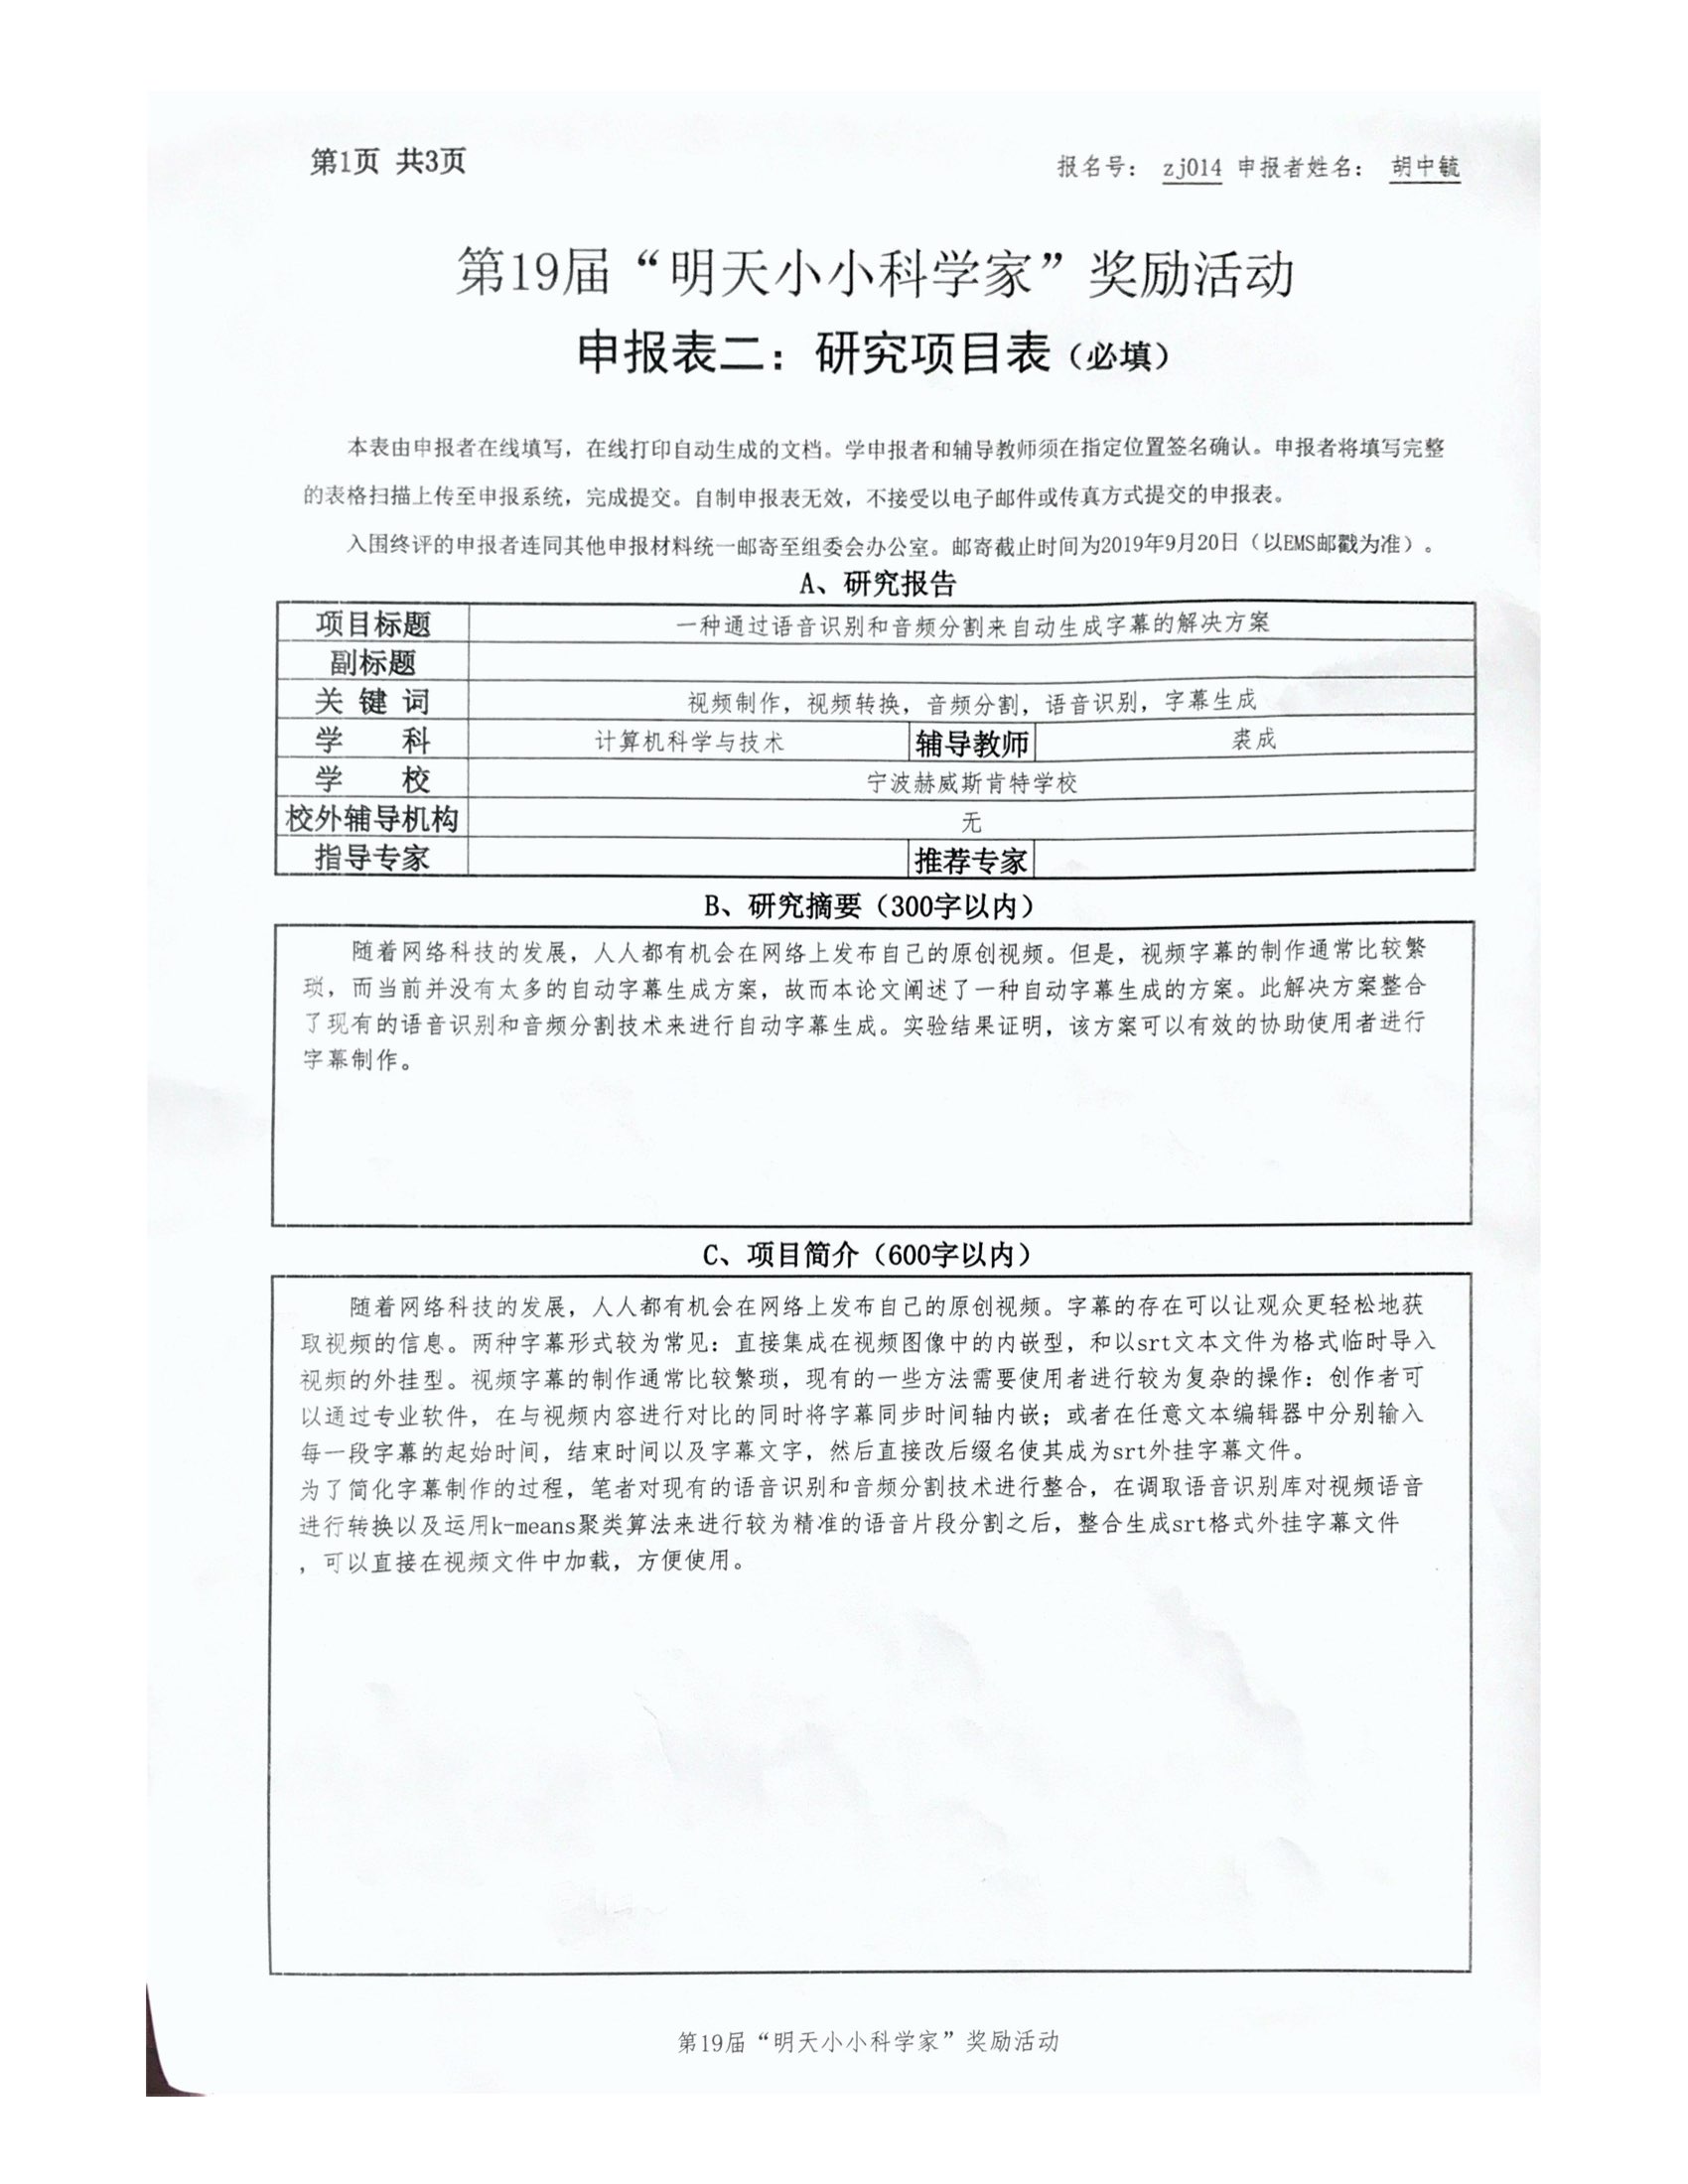 第1页 共3页
报名号： zj014 申报者姓名： 胡中毓
第19届“明天小小科学家”奖励活动
申报表二：研究项目表（必填）
本表由申报者在线填写，在线打印自动生成的文档。学申报者和辅导教师须在指定位置签名确认。申报者将填写完整
的表格扫描上传至申报系统，完成提交。自制申报表无效，不接受以电子邮件或传真方式提交的申报表。
入围终评的申报者连同其他申报材料统一邮寄至组委会办公室。邮寄截止时间为2019年9月20日（以EMS邮戳为准）。
A、研究报告
项目标题 一种通过语音识别和音频分割来自动生成字幕的解决方案
副标题
关键词 视频制作，视频转换，音频分割，语音识别，字幕生成
学 科 计算机科学与技术 辅导教师 裘成
学 校 宁波赫威斯肯特学校
校外辅导机构 无
指导专家 推荐专家
B、研究摘要（300字以内）
随着网络科技的发展，人人都有机会在网络上发布自己的原创视频。但是，视频字幕的制作通常比较繁
琐，而当前并没有太多的自动字幕生成方案，故而本论文阐述了一种自动字幕生成的方案。此解决方案整合
了现有的语音识别和音频分割技术来进行自动字幕生成。实验结果证明，该方案可以有效的协助使用者进行
字幕制作。
C、项目简介（600字以内）
随着网络科技的发展，人人都有机会在网络上发布自己的原创视频。字幕的存在可以让观众更轻松地获
取视频的信息。两种字幕形式较为常见：直接集成在视频图像中的内嵌型，和以srt文本文件为格式临时导入
视频的外挂型。视频字幕的制作通常比较繁琐，现有的一些方法需要使用者进行较为复杂的操作：创作者可
以通过专业软件，在与视频内容进行对比的同时将字幕同步时间轴内嵌；或者在任意文本编辑器中分别输入
每一段字幕的起始时间，结束时间以及字幕文字，然后直接改后缀名使其成为srt外挂字幕文件。
为了简化字幕制作的过程，笔者对现有的语音识别和音频分割技术进行整合，在调取语音识别库对视频语音
进行转换以及运用k-means聚类算法来进行较为精准的语音片段分割之后，整合生成srt格式外挂字幕文件
，可以直接在视频文件中加载，方便使用。
第19届“明天小小科学家”奖励活动